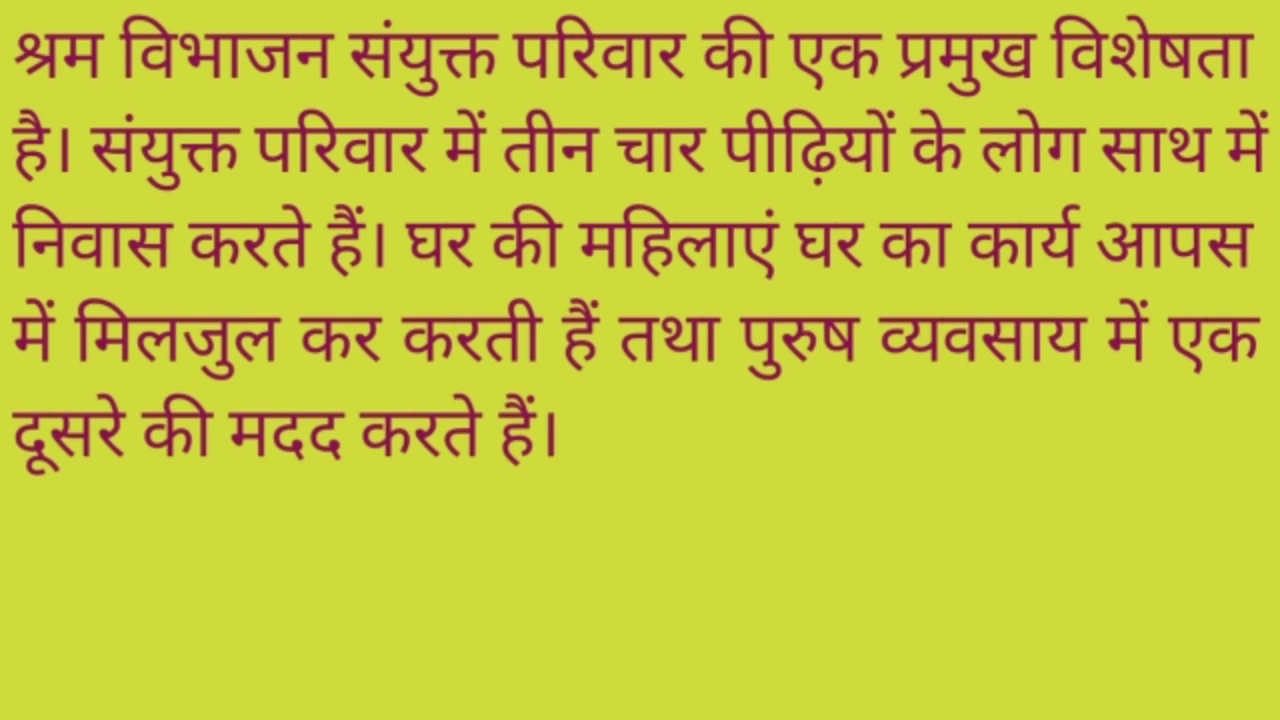 श्रम विभाजन संयुक्त परिवार की एक प्रमुख विशेषता
है। संयुक्त परिवार में तीन चार पीढ़ियों के लोग साथ में
निवास करते हैं। घर की महिलाएं घर का कार्य आपस
में मिलजुल कर करती हैं तथा पुरुष व्यवसाय में एक
दूसरे की मदद करते हैं।